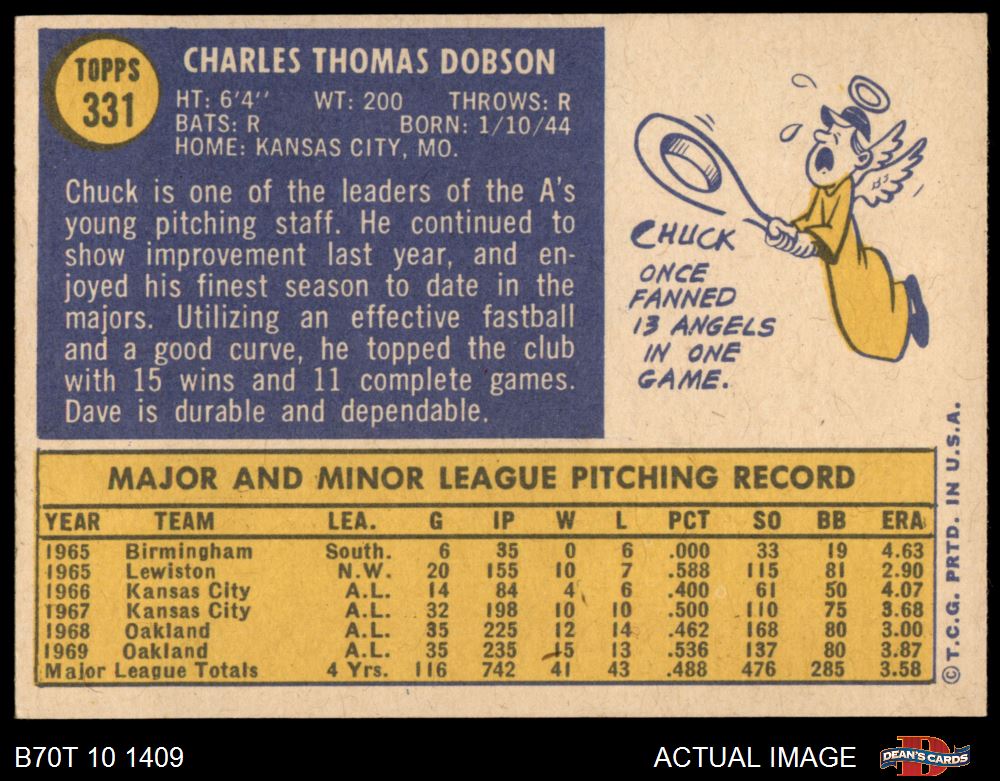 TOPPS
331
CHARLES THOMAS DOBSON
HT: 6'4'' WT: 200 THROWS: R
BATS: R BORN: 1/10/44
HOME: KANSAS CITY, MO.
Chuck is one of the leaders of the A's
young pitching staff. He continued to
show improvement last year, and en-
joyed his finest season to date in the
majors. Utilizing an effective fastball
and a good curve, he topped the club
with 15 wins and 11 complete games.
Dave is durable and dependable.
CHUCK
ONCE
FANNED
13 ANGELS
IN ONE
GAME.
MAJOR AND MINOR LEAGUE PITCHING RECORD
YEAR TEAM LEA. G IP W L PCT SO BB ERA
1965 Birmingham South. 6 35 0 6 .000 33 19 4.63
1965 Lewiston N.W. 20 155 10 7 .588 115 81 2.90
1966 Kansas City A.L. 14 84 4 6 .400 61 50 4.07
1967 Kansas City A.L. 32 198 10 10 .500 110 75 3.68
1968 Oakland A.L. 35 225 12 14 .462 168 80 3.00
1969 Oakland A.L. 35 235 15 13 .536 137 80 3.87
Major League Totals 4 Yrs. 116 742 41 43 .488 476 285 3.58
© T.C.G. PRTD. IN U.S.A.
B70T 10 1409
ACTUAL IMAGE
D
DEAN'S CARDS